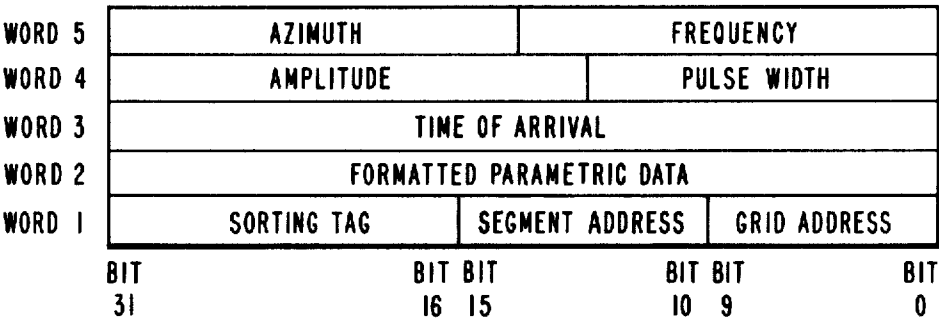 WORD 5 AZIMUTH FREQUENCY
WORD 4 AMPLITUDE PULSE WIDTH
WORD 3 TIME OF ARRIVAL
WORD 2 FORMATTED PARAMETRIC DATA
WORD 1 SORTING TAG SEGMENT ADDRESS GRID ADDRESS
BIT BIT BIT BIT BIT BIT
31 16 15 10 9 0